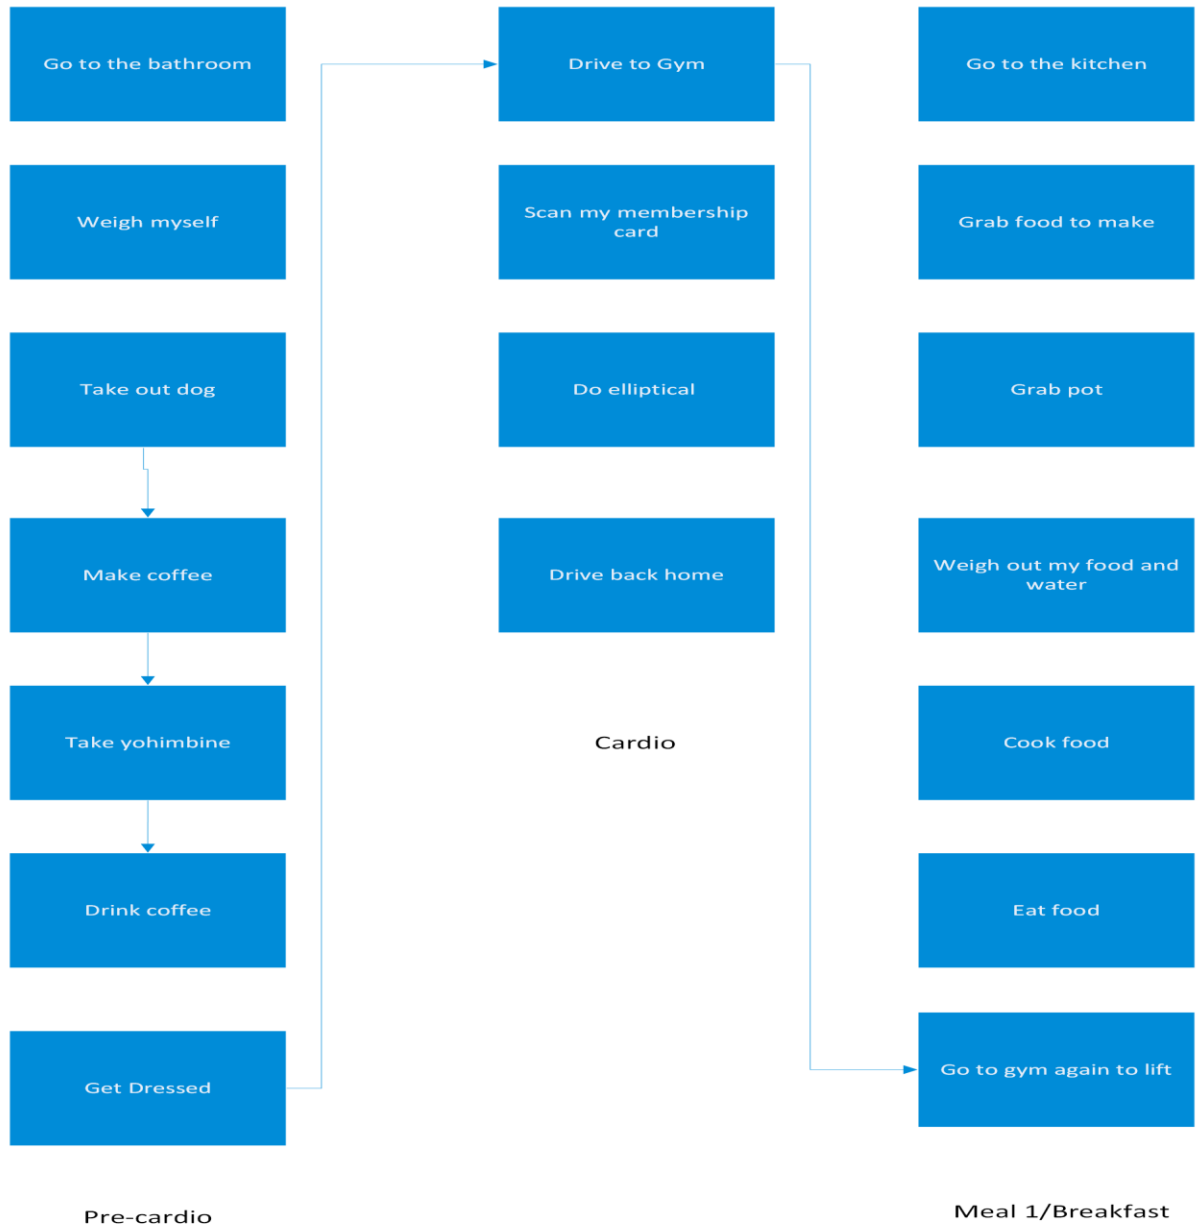 Go to the bathroom
Weigh myself
Take out dog
Make coffee
Take yohimbine
Drink coffee
Get Dressed
Pre-cardio
Drive to Gym
Scan my membership
card
Do elliptical
Drive back home
Cardio
Go to the kitchen
Grab food to make
Grab pot
Weigh out my food and
water
Cook food
Eat food
Go to gym again to lift
Meal 1/Breakfast